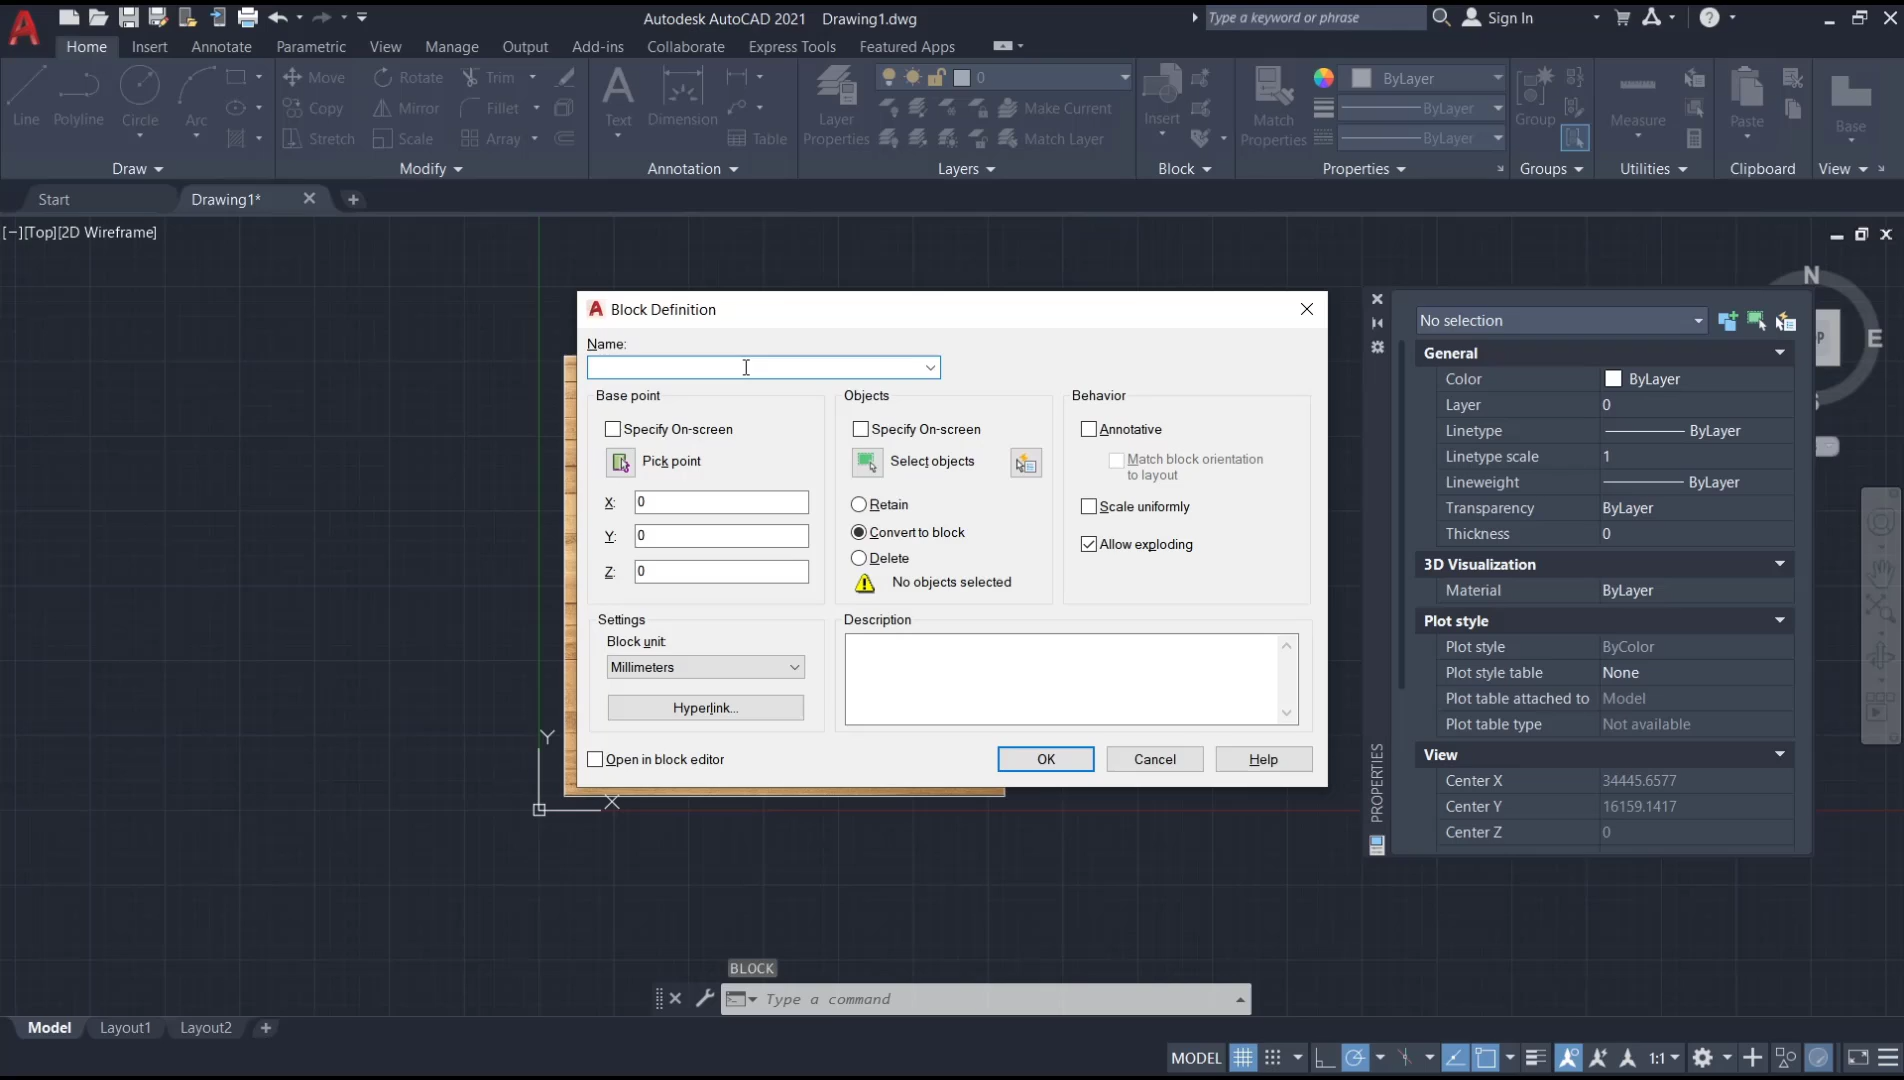 Autodesk AutoCAD 2021 Drawing1.dwg
Type a keyword or phrase
Sign In
Home Insert Annotate Parametric View Manage Output Add-ins Collaborate Express Tools Featured Apps
Line Polyline Circle Arc
Move Rotate Trim
Copy Mirror Fillet
Stretch Scale Array
Text Dimension Table
Layer Properties
0
Make Current
Match Layer
Insert
Match Properties
ByLayer
ByLayer
ByLayer
Group Measure Paste Base
Draw Modify Annotation Layers Block Properties Groups Utilities Clipboard View
Start Drawing1*
[−][Top][2D Wireframe]
N
E
Block Definition
Name:
Base point
Specify On-screen
Pick point
X: 0
Y: 0
Z: 0
Objects
Specify On-screen
Select objects
Retain
Convert to block
Delete
No objects selected
Behavior
Annotative
Match block orientation
to layout
Scale uniformly
Allow exploding
Settings
Block unit:
Millimeters
Hyperlink...
Description
Open in block editor
OK Cancel Help
Y
X
No selection
General
Color ByLayer
Layer 0
Linetype ByLayer
Linetype scale 1
Lineweight ByLayer
Transparency ByLayer
Thickness 0
3D Visualization
Material ByLayer
Plot style
Plot style ByColor
Plot style table None
Plot table attached to Model
Plot table type Not available
View
Center X 34445.6577
Center Y 16159.1417
Center Z 0
PROPERTIES
BLOCK
Type a command
Model Layout1 Layout2
MODEL 1:1